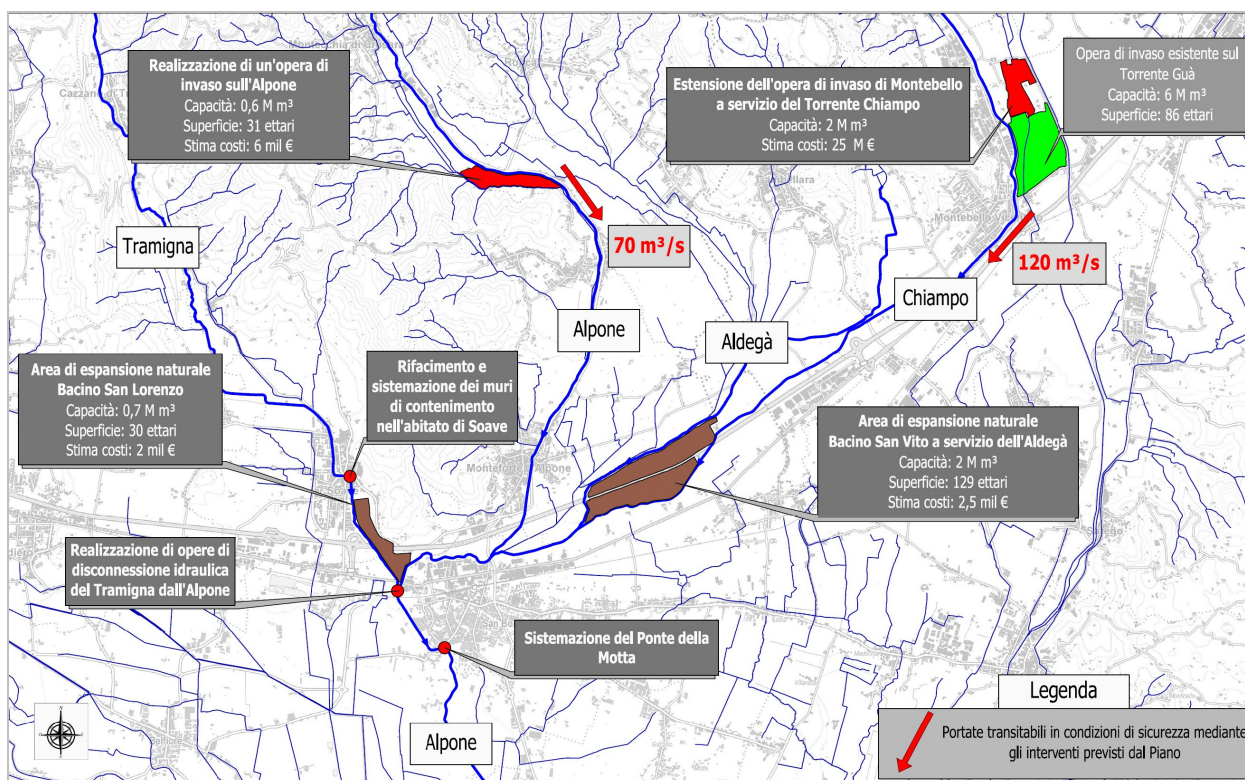 Realizzazione di un'opera di
invaso sull'Alpone
Capacità: 0,6 M m³
Superficie: 31 ettari
Stima costi: 6 mil €
Estensione dell'opera di invaso di Montebello
a servizio del Torrente Chiampo
Capacità: 2 M m³
Stima costi: 25 M €
Opera di invaso esistente sul
Torrente Guà
Capacità: 6 M m³
Superficie: 86 ettari
Tramigna
70 m³/s
120 m³/s
Chiampo
Alpone
Aldegà
Area di espansione naturale
Bacino San Lorenzo
Capacità: 0,7 M m³
Superficie: 30 ettari
Stima costi: 2 mil €
Rifacimento e
sistemazione dei muri
di contenimento
nell'abitato di Soave
Area di espansione naturale
Bacino San Vito a servizio dell'Aldegà
Capacità: 2 M m³
Superficie: 129 ettari
Stima costi: 2,5 mil €
Realizzazione di opere di
disconnessione idraulica
del Tramigna dall'Alpone
Sistemazione del Ponte della
Motta
Alpone
Legenda
Portate transitabili in condizioni di sicurezza mediante
gli interventi previsti dal Piano